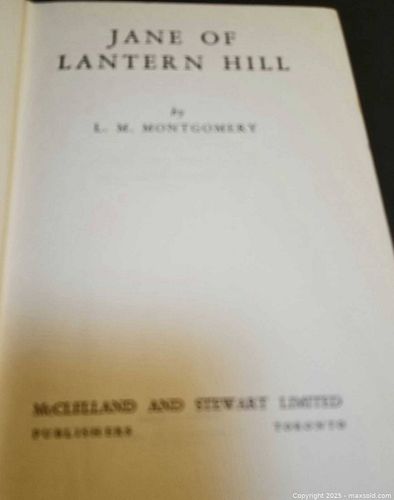 JANE OF
LANTERN HILL
by
L. M. MONTGOMERY
McCLELLAND AND STEWART LIMITED
PUBLISHERS TORONTO
Copyright 2025 - maxsold.com